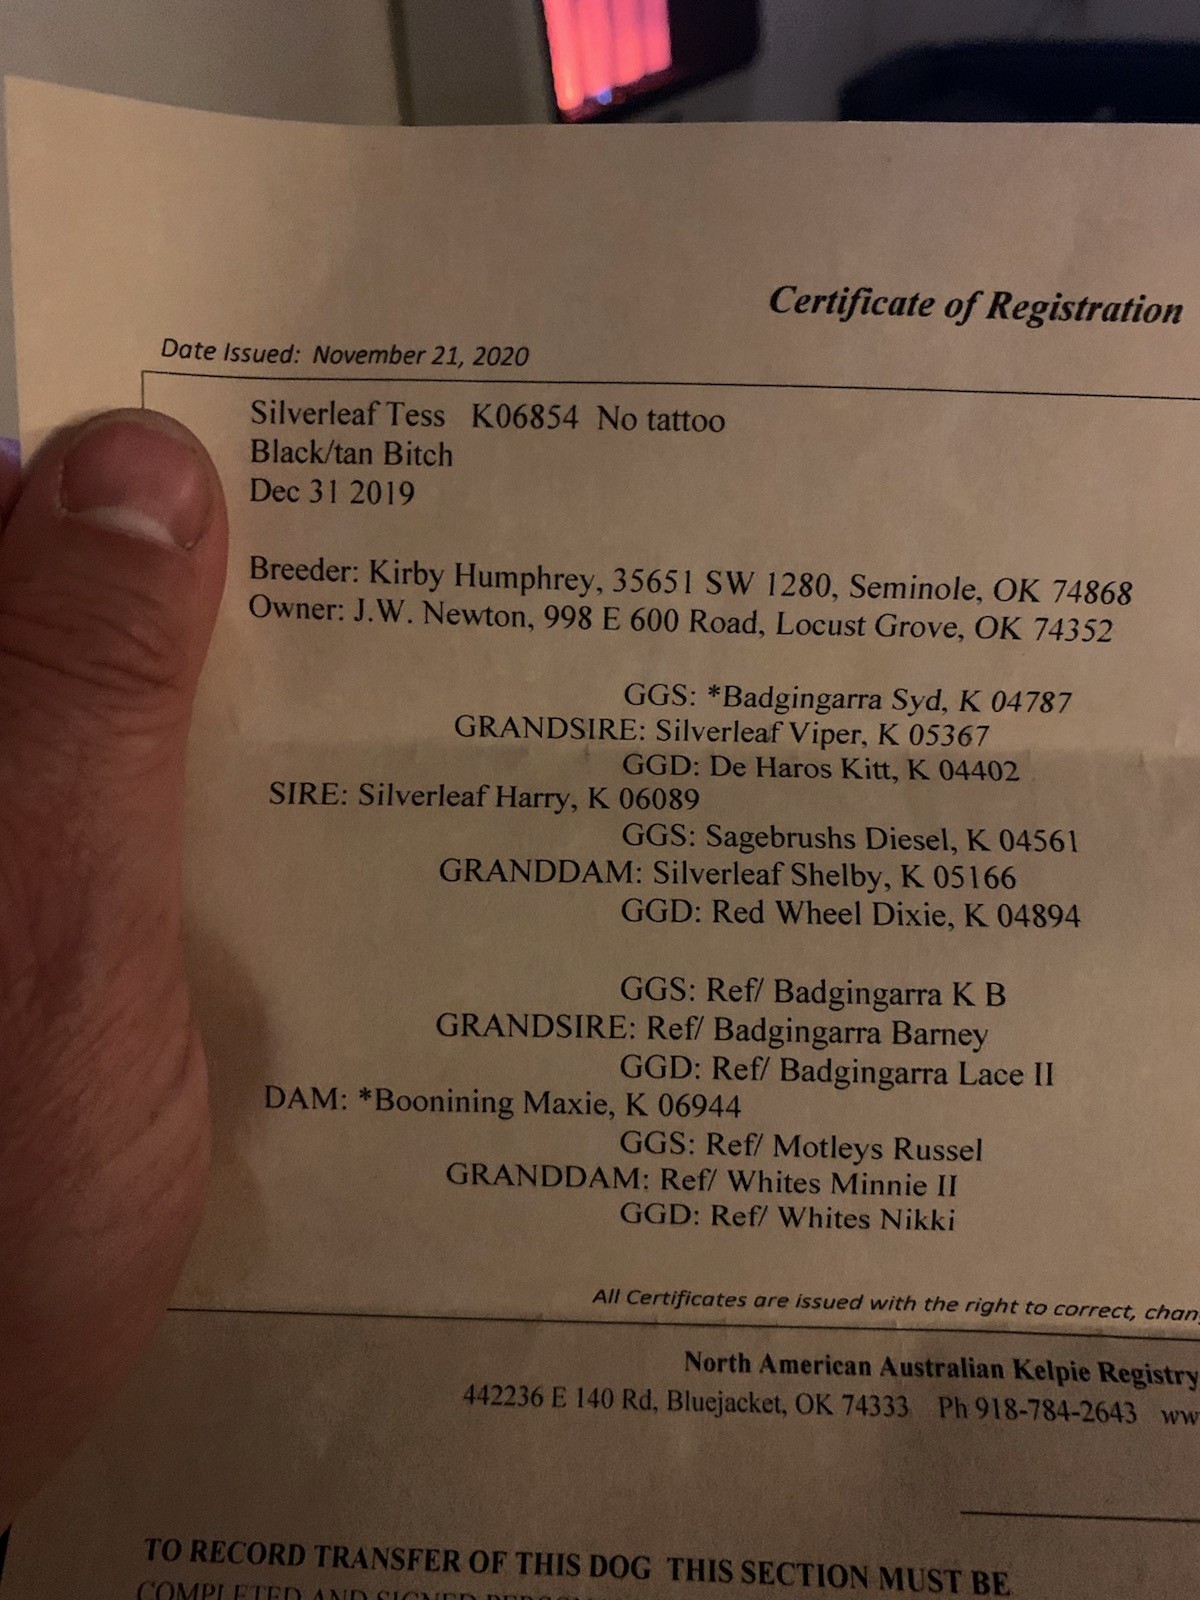 Certificate of Registration
Date Issued: November 21, 2020
Silverleaf Tess K06854 No tattoo
Black/tan Bitch
Dec 31 2019
Breeder: Kirby Humphrey, 35651 SW 1280, Seminole, OK 74868
Owner: J.W. Newton, 998 E 600 Road, Locust Grove, OK 74352
GGS: *Badgingarra Syd, K 04787
GRANDSIRE: Silverleaf Viper, K 05367
GGD: De Haros Kitt, K 04402
SIRE: Silverleaf Harry, K 06089
GGS: Sagebrushs Diesel, K 04561
GRANDDAM: Silverleaf Shelby, K 05166
GGD: Red Wheel Dixie, K 04894
GGS: Ref/ Badgingarra K B
GRANDSIRE: Ref/ Badgingarra Barney
GGD: Ref/ Badgingarra Lace II
DAM: *Boonining Maxie, K 06944
GGS: Ref/ Motleys Russel
GRANDDAM: Ref/ Whites Minnie II
GGD: Ref/ Whites Nikki
All Certificates are issued with the right to correct,
North American Australian Kelpie Registry
442236 E 140 Rd, Bluejacket, OK 74333 Ph 918-784-2643
TO RECORD TRANSFER OF THIS DOG THIS SECTION MUST BE
COMPLETED AND SIGNED